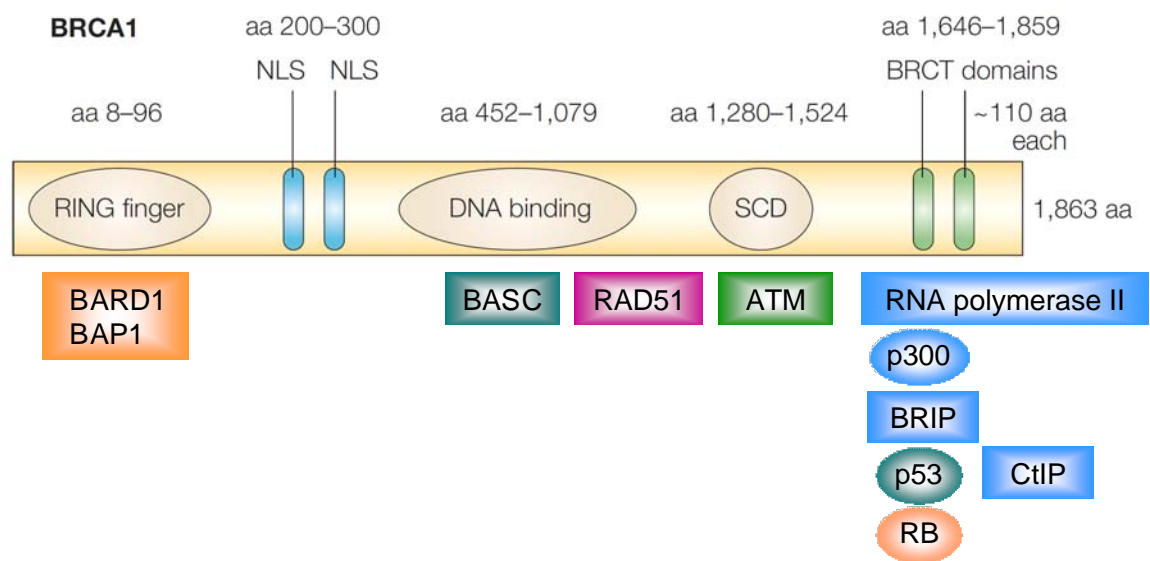 BRCA1
aa 200–300
aa 1,646–1,859
NLS NLS
BRCT domains
aa 8–96
aa 452–1,079
aa 1,280–1,524
~110 aa
each
RING finger
DNA binding
SCD
1,863 aa
BARD1
BAP1
BASC
RAD51
ATM
RNA polymerase II
p300
BRIP
p53
CtIP
RB